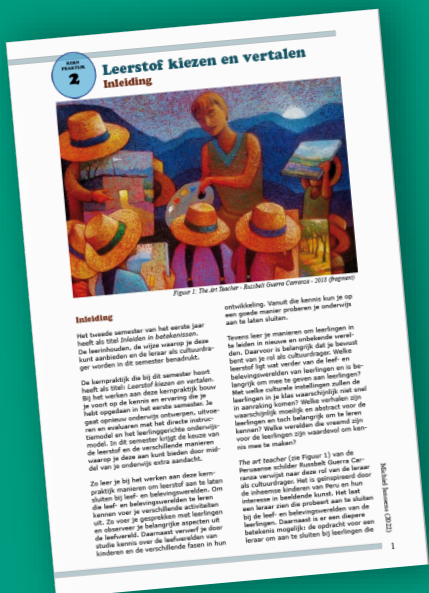 KERN
PRAKTIJK
2
Leerstof kiezen en vertalen
Inleiding
Figuur 1: The Art Teacher - Russbelt Guerra Carranza - 2018 (fragment)
Inleiding
Het tweede semester van het eerste jaar
heeft als titel Inleiden in betekenissen.
De leerinhouden, de wijze waarop je deze
kunt aanbieden en de leraar als cultuurdra-
ger worden in dit semester benadrukt.
De kernpraktijk die bij dit semester hoort
heeft als titel: Leerstof kiezen en vertalen.
Bij het werken aan deze kernpraktijk bouw
je voort op de kennis en ervaring die je
hebt opgedaan in het eerste semester. Je
gaat opnieuw onderwijs ontwerpen, uitvoe-
ren en evalueren met het directe instruc-
tiemodel en het leerlinggerichte onderwijs-
model. In dit semester krijgt de keuze van
de leerstof en de verschillende manieren
waarop je deze aan kunt bieden door mid-
del van je onderwijs extra aandacht.
Zo leer je bij het werken aan deze kern-
praktijk manieren om leerstof aan te laten
sluiten bij leef- en belevingswerelden. Om
die leef- en belevingswerelden te leren
kennen voer je verschillende activiteiten
uit. Zo voer je gesprekken met leerlingen
en observeer je belangrijke aspecten uit
de leefwereld. Daarnaast verwerf je door
studie kennis over de leefwerelden van
kinderen en de verschillende fasen in hun
ontwikkeling. Vanuit die kennis kun je op
een goede manier proberen je onderwijs
aan te laten sluiten.
Tevens leer je manieren om leerlingen in
te leiden in nieuwe en onbekende werel-
den. Daarvoor is belangrijk dat je bewust
bent van je rol als cultuurdrager. Welke
leerstof ligt wat verder van de leef- en
belevingswerelden van leerlingen en is be-
langrijk om mee te geven aan leerlingen?
Met welke culturele instellingen zullen de
leerlingen in je klas waarschijnlijk niet snel
in aanraking komen? Welke verhalen zijn
waarschijnlijk moeilijk en abstract voor de
leerlingen en toch belangrijk om te leren
kennen? Welke werelden die vreemd zijn
voor de leerlingen zijn waardevol om ken-
nis mee te maken?
The art teacher (zie Figuur 1) van de
Peruaanse schilder Russbelt Guerra Car-
ranza verwijst naar deze rol van de leraar
als cultuurdrager. Het is geïnspireerd door
de inheemse kinderen van Peru en hun
interesse in beeldende kunst. Het laat
een leraar zien die probeert aan te sluiten
bij de leef- en belevingswerelden van de
leerlingen. Daarnaast is er een diepere
betekenis mogelijk: de opdracht voor een
leraar om aan te sluiten bij leerlingen die
(2022)
1